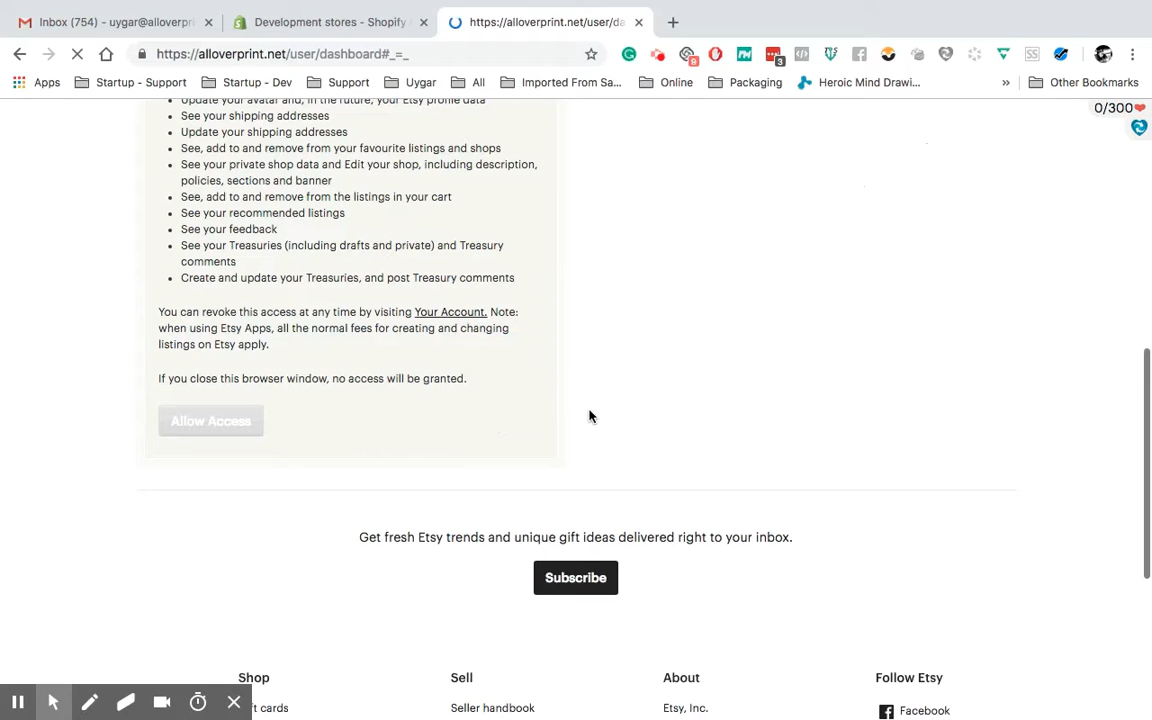 Inbox (754) - uygar@alloverpri
Development stores - Shopify
https://alloverprint.net/user/da
https://alloverprint.net/user/dashboard#_=_
9
3
Apps
Startup - Support
Startup - Dev
Support
Uygar
All
Imported From Sa...
Online
Packaging
Heroic Mind Drawi...
»
Other Bookmarks
0/300
Update your avatar and, in the future, your Etsy profile data
See your shipping addresses
Update your shipping addresses
See, add to and remove from your favourite listings and shops
See your private shop data and Edit your shop, including description,
policies, sections and banner
See, add to and remove from the listings in your cart
See your recommended listings
See your feedback
See your Treasuries (including drafts and private) and Treasury
comments
Create and update your Treasuries, and post Treasury comments
You can revoke this access at any time by visiting Your Account. Note:
when using Etsy Apps, all the normal fees for creating and changing
listings on Etsy apply.
If you close this browser window, no access will be granted.
Allow Access
Get fresh Etsy trends and unique gift ideas delivered right to your inbox.
Subscribe
Shop
Sell
About
Follow Etsy
ft cards
Seller handbook
Etsy, Inc.
Facebook